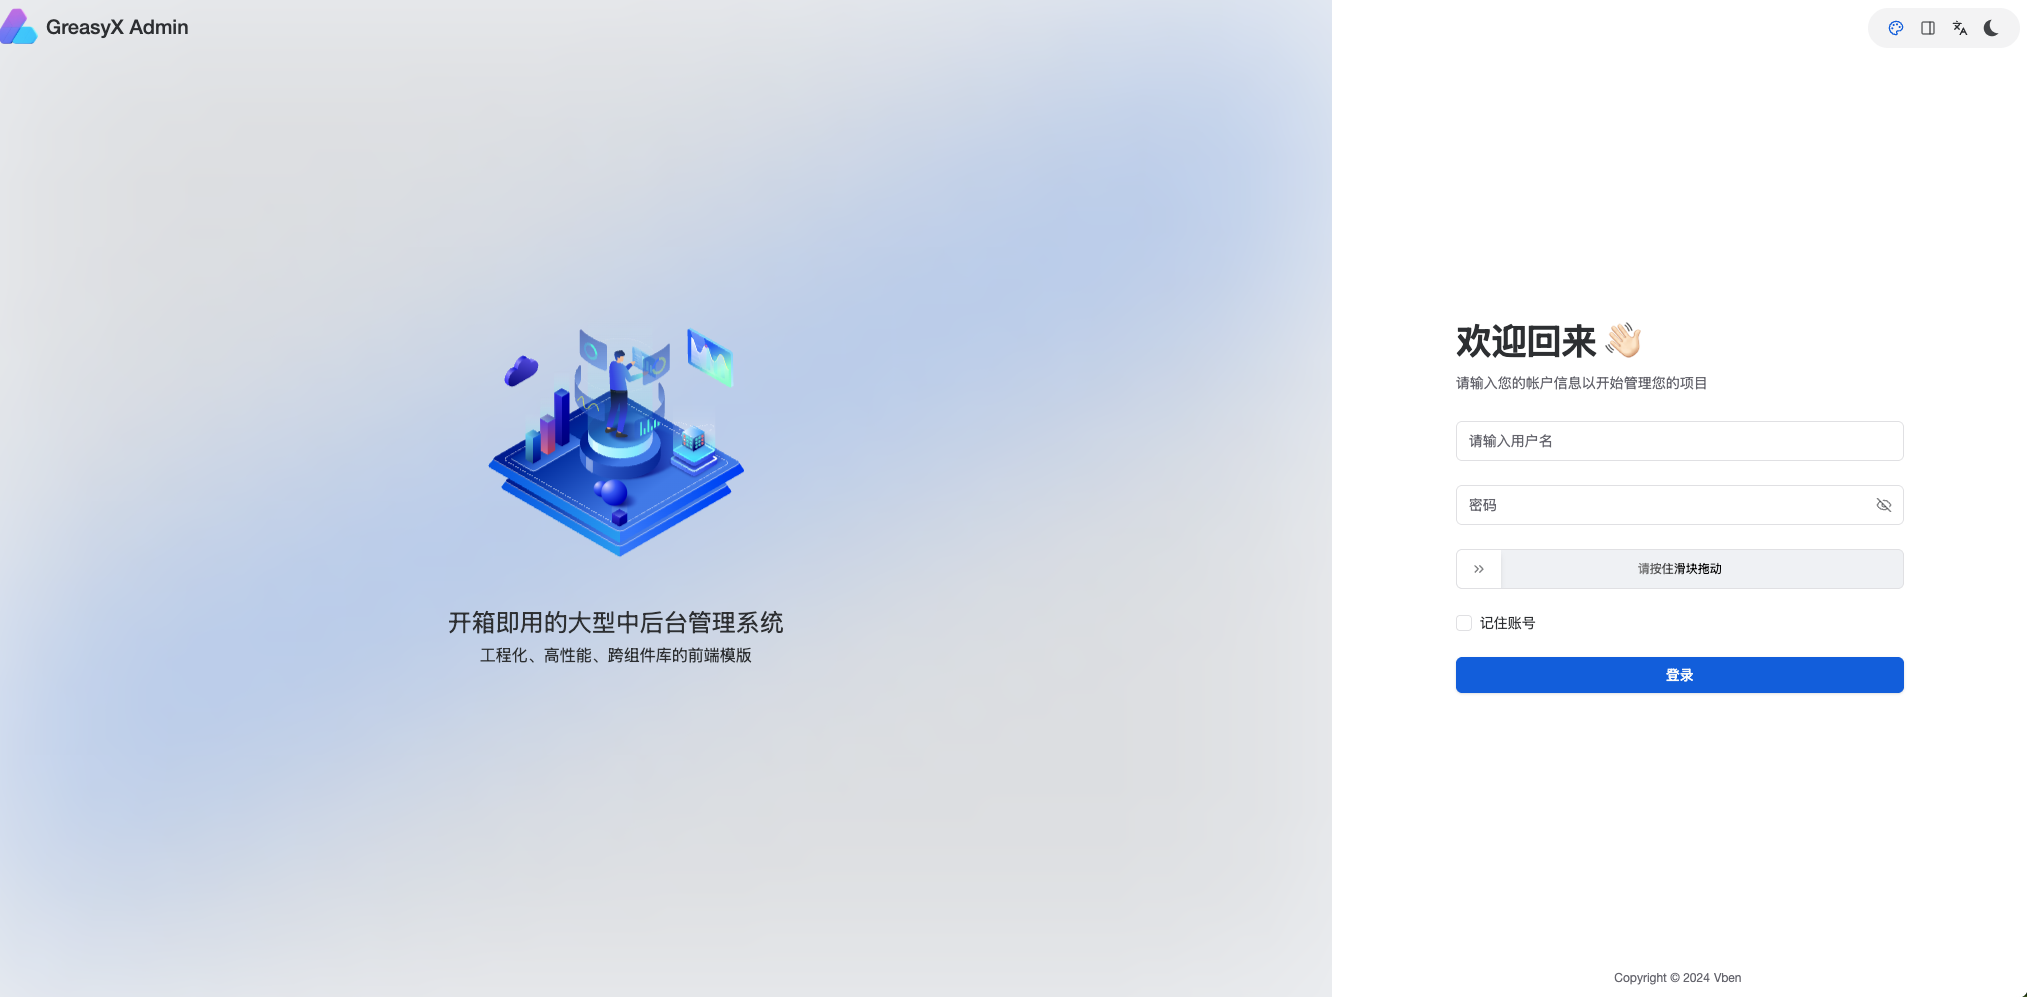 GreasyX Admin
开箱即用的大型中后台管理系统
工程化、高性能、跨组件库的前端模版
欢迎回来 👋🏻
请输入您的帐户信息以开始管理您的项目
请输入用户名
密码
请按住滑块拖动
记住账号
登录
Copyright © 2024 Vben